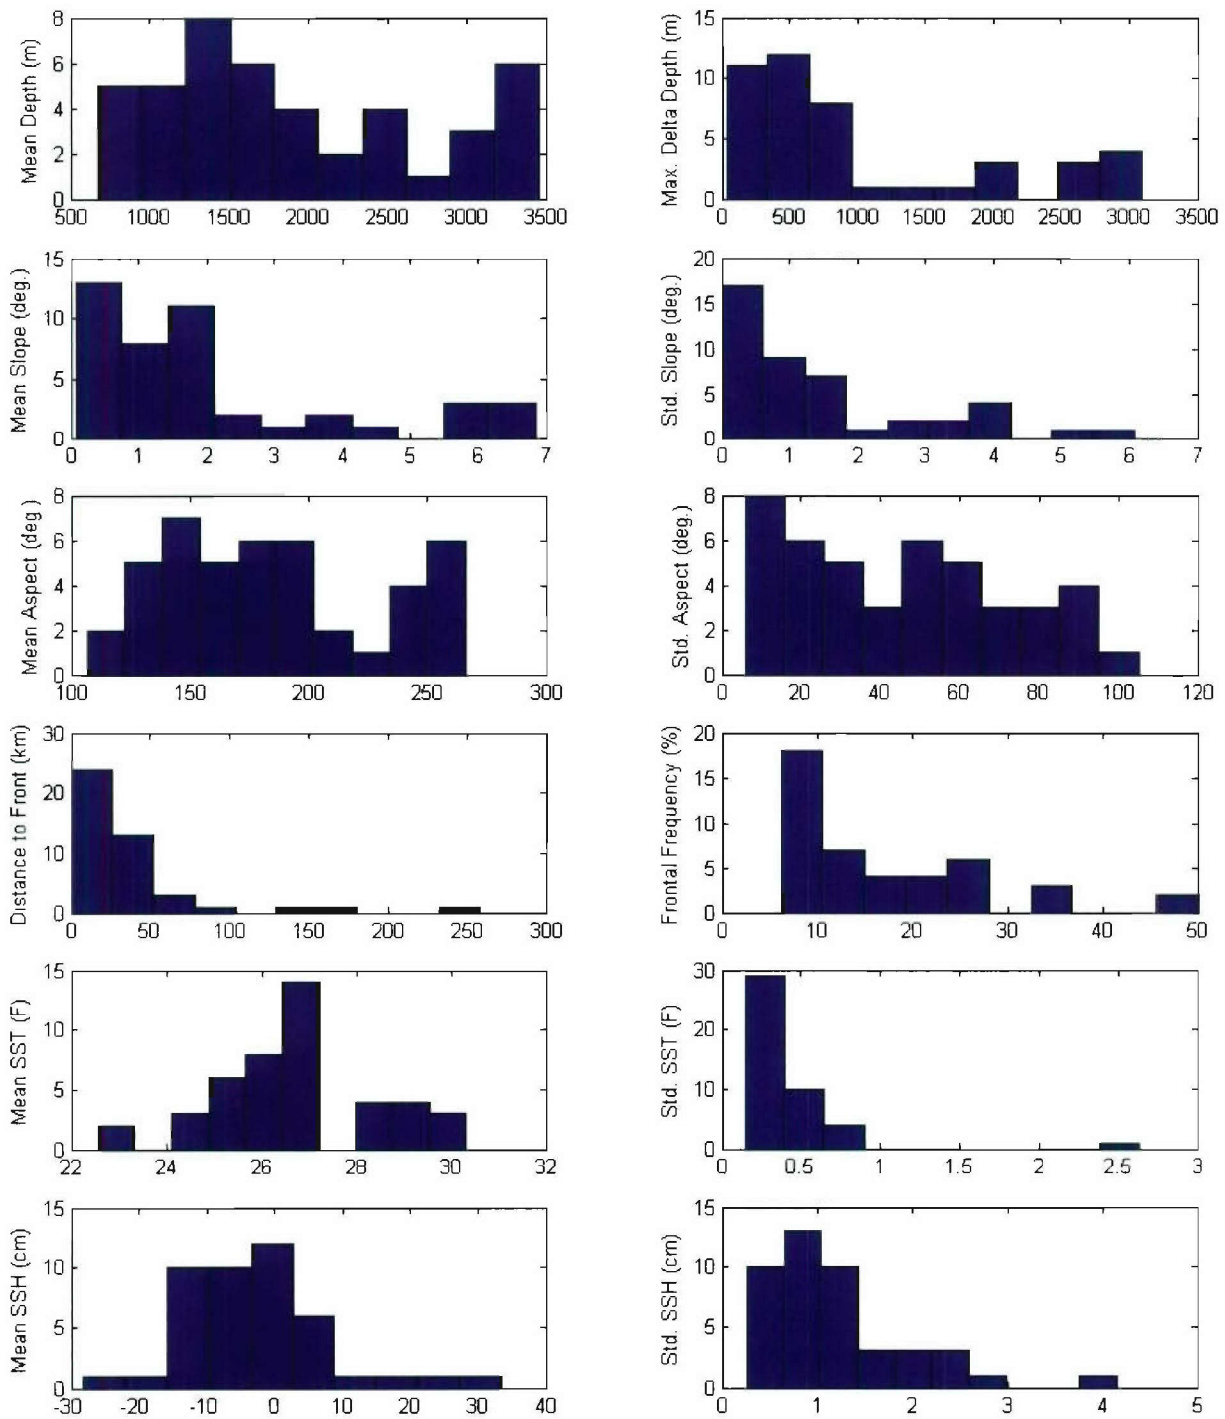 Mean Depth (m)
8
6
4
2
0
500 1000 1500 2000 2500 3000 3500
Max. Delta Depth (m)
15
10
5
0
0 500 1000 1500 2000 2500 3000 3500
Mean Slope (deg.)
15
10
5
0
0 1 2 3 4 5 6 7
Std. Slope (deg.)
20
15
10
5
0
0 1 2 3 4 5 6 7
Mean Aspect (deg )
8
6
4
2
0
100 150 200 250 300
Std. Aspect (deg.)
8
6
4
2
0
0 20 40 60 80 100 120
Distance to Front (km)
30
20
10
0
0 50 100 150 200 250 300
Frontal Frequency (%)
20
15
10
5
0
0 10 20 30 40 50
Mean SST (F)
15
10
5
0
22 24 26 28 30 32
Std. SST (F)
30
20
10
0
0 0.5 1 1.5 2 2.5 3
Mean SSH (cm)
15
10
5
0
-30 -20 -10 0 10 20 30 40
Std. SSH (cm)
15
10
5
0
0 1 2 3 4 5